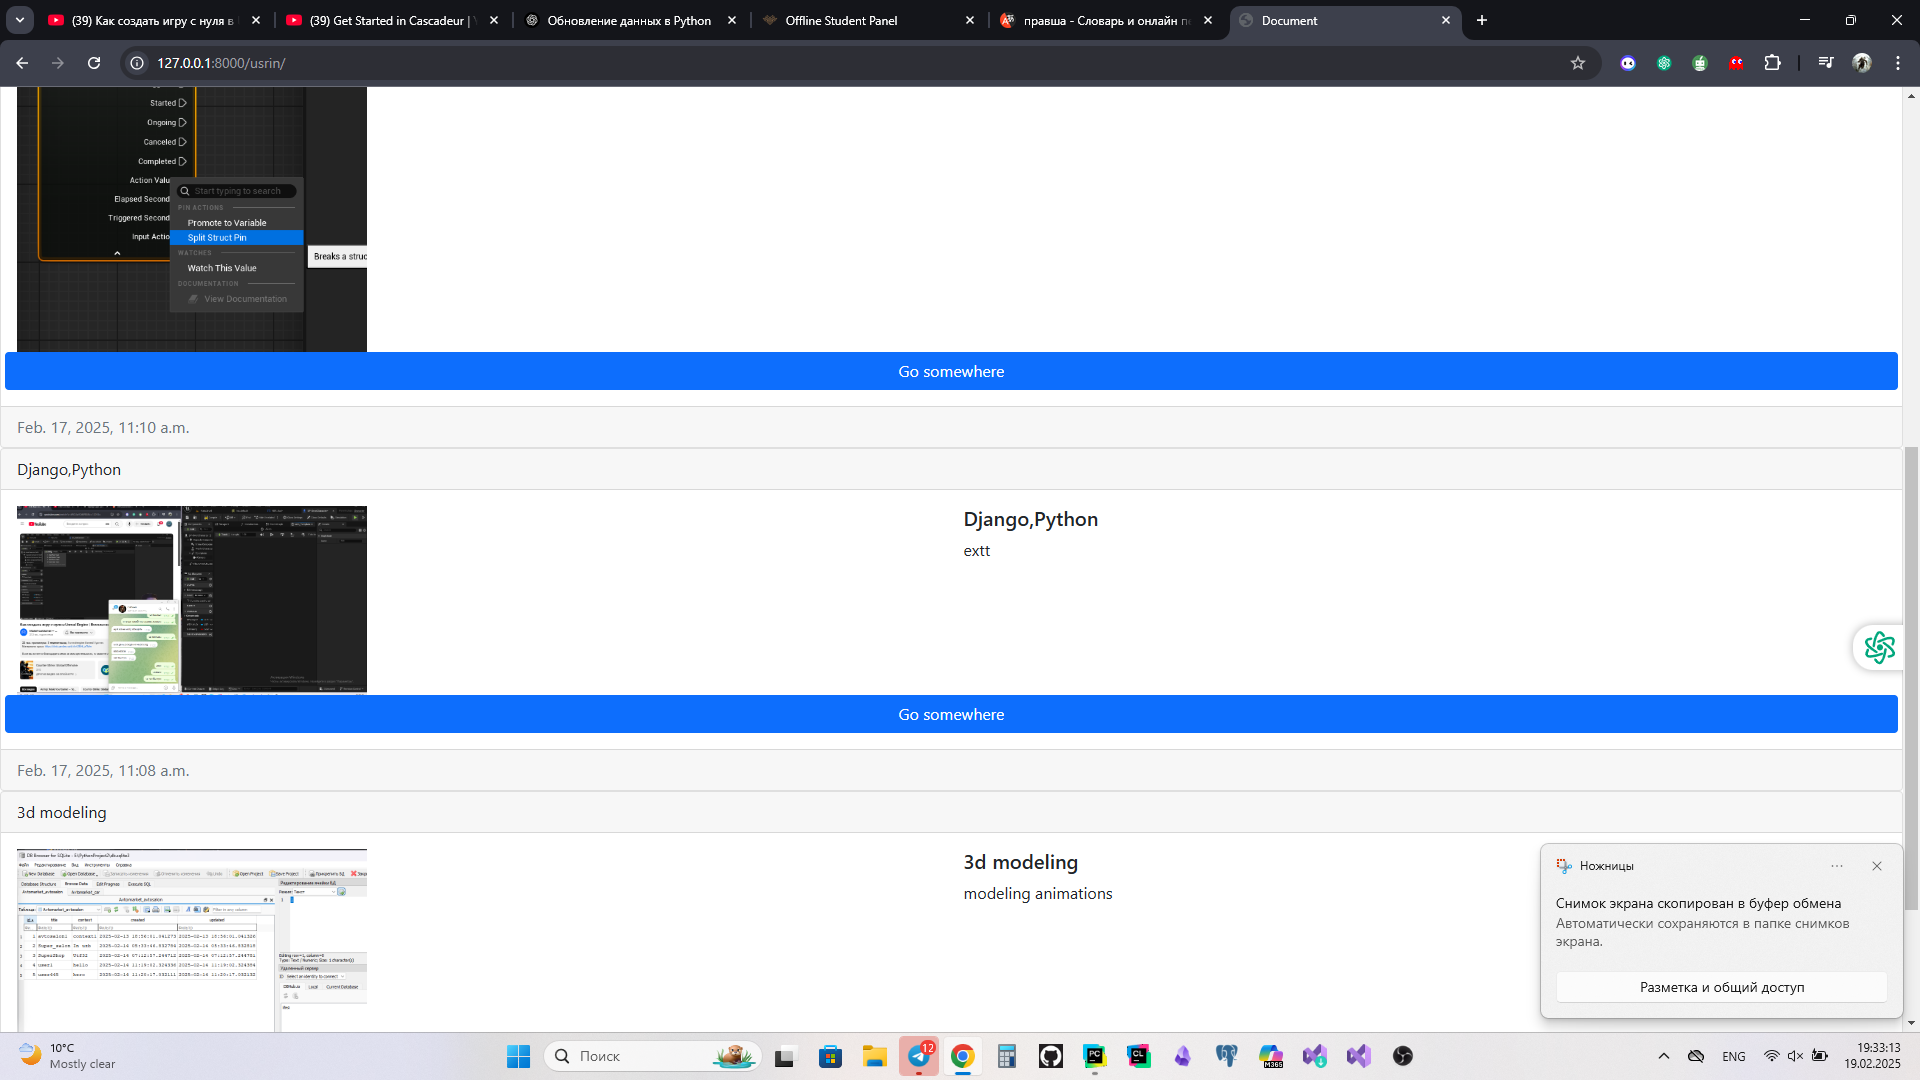 (39) Как создать игру с нуля в
(39) Get Started in Cascadeur |
Обновление данных в Python
Offline Student Panel
правша - Словарь и онлайн
Document
127.0.0.1:8000/usrin/
Started
Ongoing
Canceled
Completed
Action Valu
Elapsed Second
Triggered Second
Input Actio
Start typing to search
PIN ACTIONS
Promote to Variable
Split Struct Pin
WATCHES
Watch This Value
DOCUMENTATION
View Documentation
Breaks a struc
Go somewhere
Feb. 17, 2025, 11:10 a.m.
Django,Python
Django,Python
extt
Go somewhere
Feb. 17, 2025, 11:08 a.m.
3d modeling
3d modeling
modeling animations
Ножницы
Снимок экрана скопирован в буфер обмена
Автоматически сохраняются в папке снимков
экрана.
Разметка и общий доступ
10°C
Mostly clear
Поиск
12
ENG
19:33:13
19.02.2025